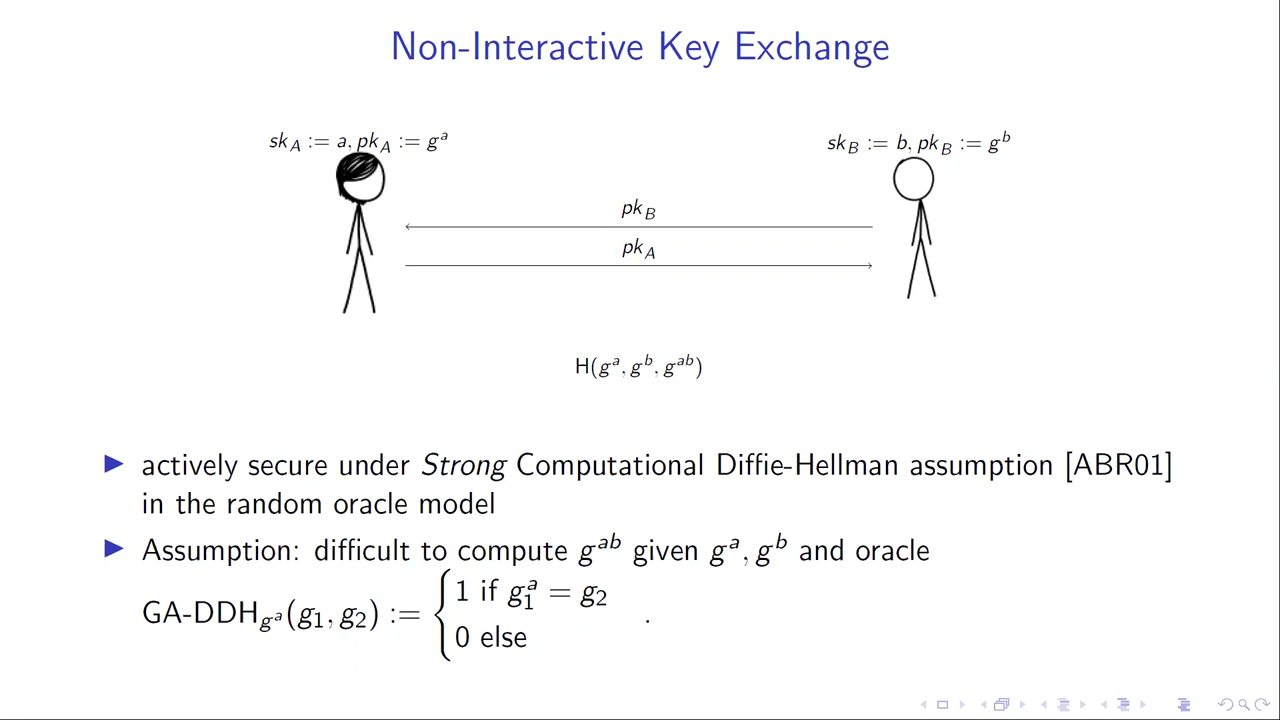 Non-Interactive Key Exchange
sk_A := a, pk_A := g^a
sk_B := b, pk_B := g^b
pk_B
pk_A
H(g^a, g^b, g^{ab})
▶ actively secure under Strong Computational Diffie-Hellman assumption [ABR01]
in the random oracle model
▶ Assumption: difficult to compute g^{ab} given g^a, g^b and oracle
GA-DDH_{g^a}(g_1, g_2) := { 1 if g_1^a = g_2
0 else .